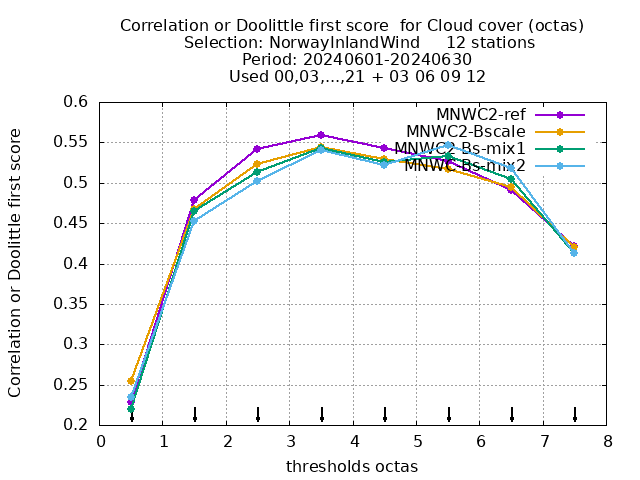 Correlation or Doolittle first score  for Cloud cover (octas)
Selection: NorwayInlandWind     12 stations
Period: 20240601-20240630
Used 00,03,...,21 + 03 06 09 12
MNWC2-ref
MNWC2-Bscale
MNWC2-Bs-mix1
MNWC-Bs-mix2
Correlation or Doolittle first score
0.6
0.55
0.5
0.45
0.4
0.35
0.3
0.25
0.2
0 1 2 3 4 5 6 7 8
thresholds octas